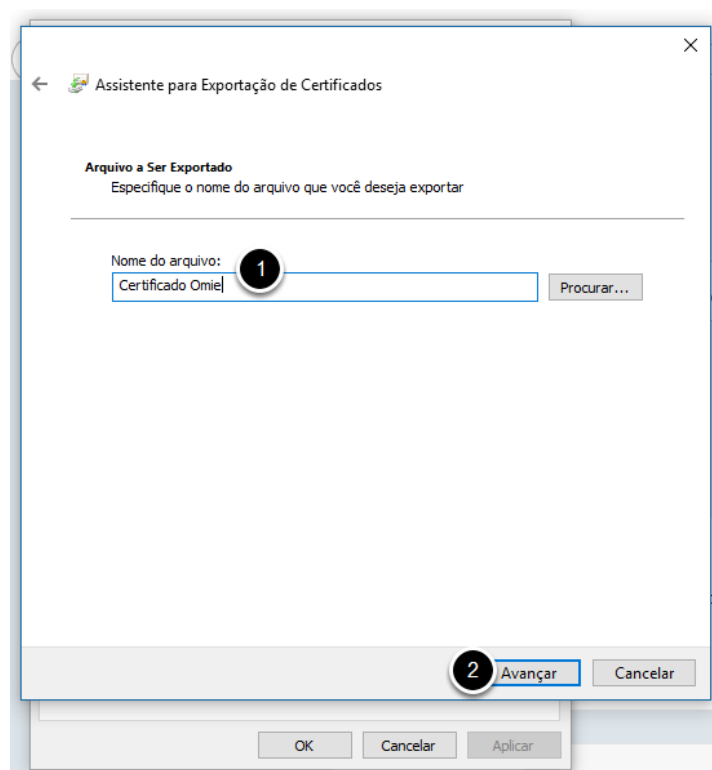 Assistente para Exportação de Certificados
Arquivo a Ser Exportado
Especifique o nome do arquivo que você deseja exportar
Nome do arquivo:
1
Certificado Omie
Procurar...
2
Avançar
Cancelar
OK
Cancelar
Aplicar